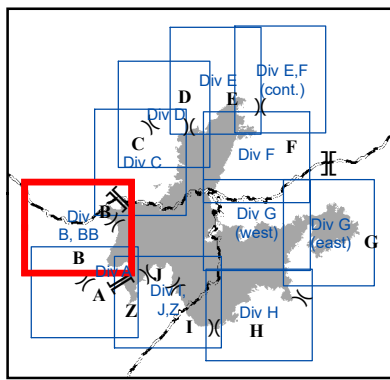 Div E
Div E,F
(cont.)
D
E
Div D
C
Div C
Div F
F
Div
B
B, BB
Div G
(west)
Div G
(east)
G
B
Div A
A
J
Z
Div I,
J,Z
I
Div H
H